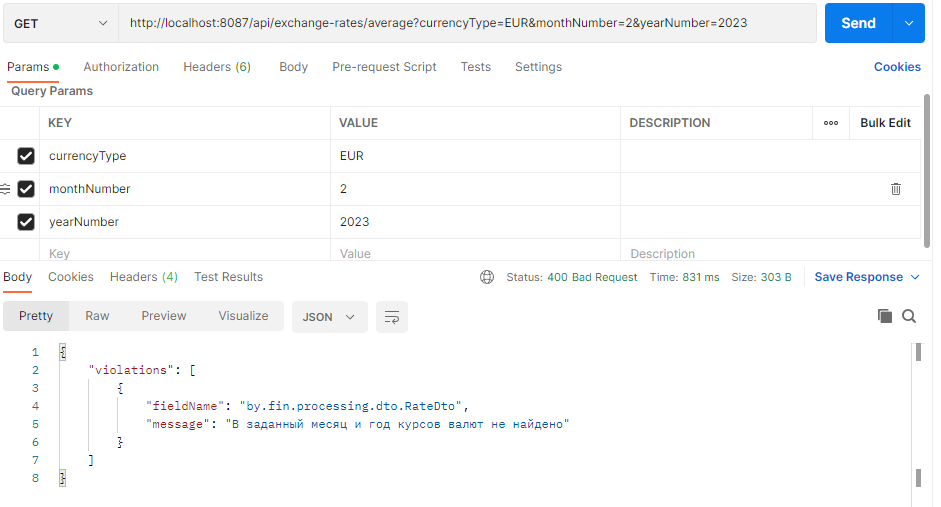 GET http://localhost:8087/api/exchange-rates/average?currencyType=EUR&monthNumber=2&yearNumber=2023 Send
Params Authorization Headers (6) Body Pre-request Script Tests Settings Cookies
Query Params
KEY VALUE DESCRIPTION ooo Bulk Edit
currencyType EUR
monthNumber 2
yearNumber 2023
Key Value Description
Body Cookies Headers (4) Test Results Status: 400 Bad Request Time: 831 ms Size: 303 B Save Response
Pretty Raw Preview Visualize JSON
1 {
2 "violations": [
3 {
4 "fieldName": "by.fin.processing.dto.RateDto",
5 "message": "В заданный месяц и год курсов валют не найдено"
6 }
7 ]
8 }